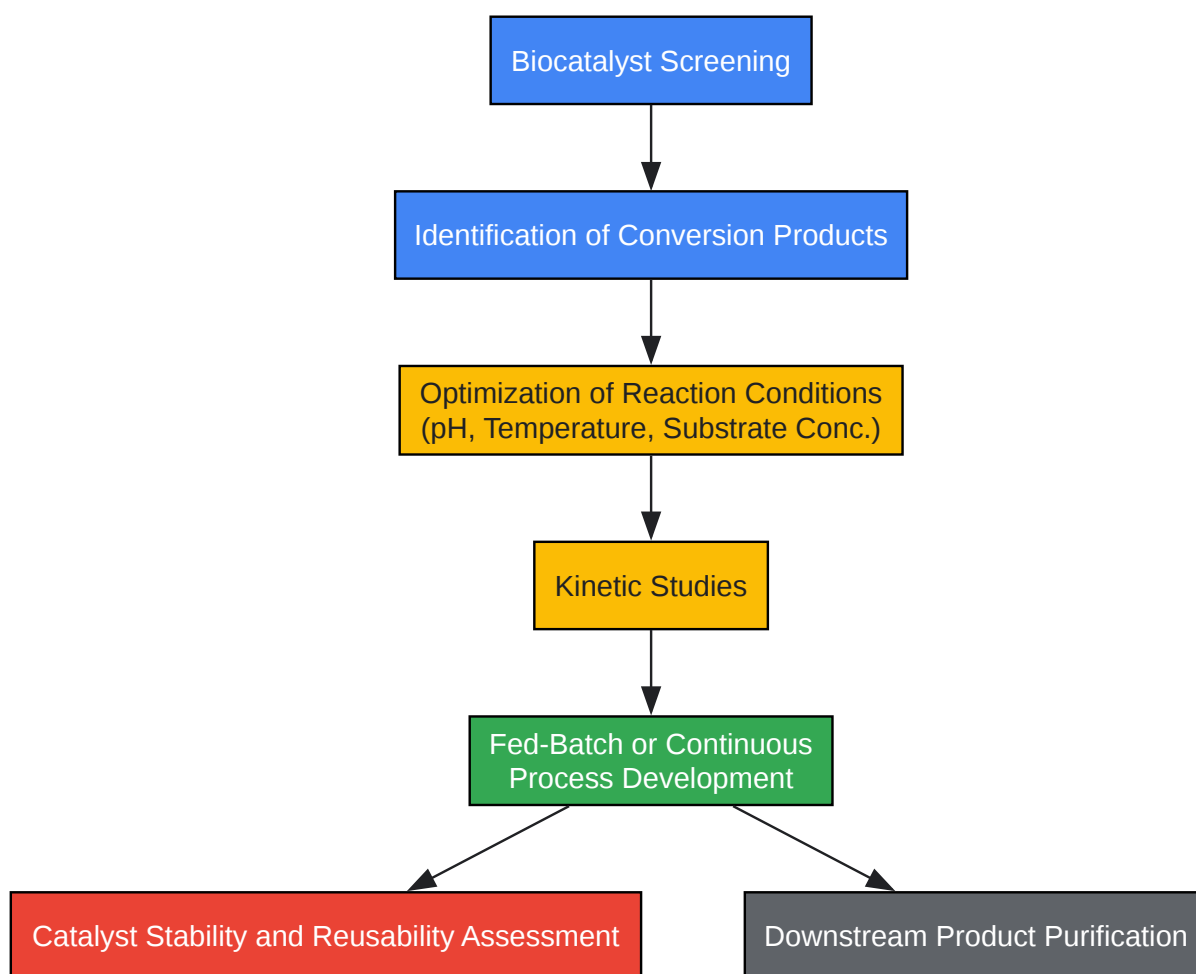 Biocatalyst Screening
Identification of Conversion Products
Optimization of Reaction Conditions
(pH, Temperature, Substrate Conc.)
Kinetic Studies
Fed-Batch or Continuous
Process Development
Catalyst Stability and Reusability Assessment
Downstream Product Purification